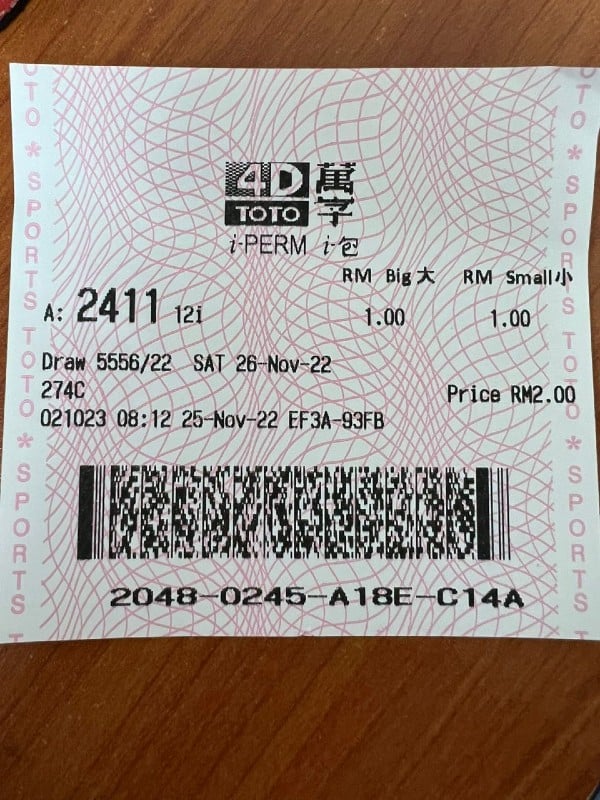 4D 萬字
TOTO
i-PERM i-包
RM Big 大 RM Small 小
A: 2411 12i 1.00 1.00
Draw 5556/22 SAT 26-Nov-22
274C Price RM2.00
021023 08:12 25-Nov-22 EF3A-93FB
2048-0245-A18E-C14A
TOTO * SPORTS TOTO * SPORTS T
TO * SPORTS TOTO * SPORTS